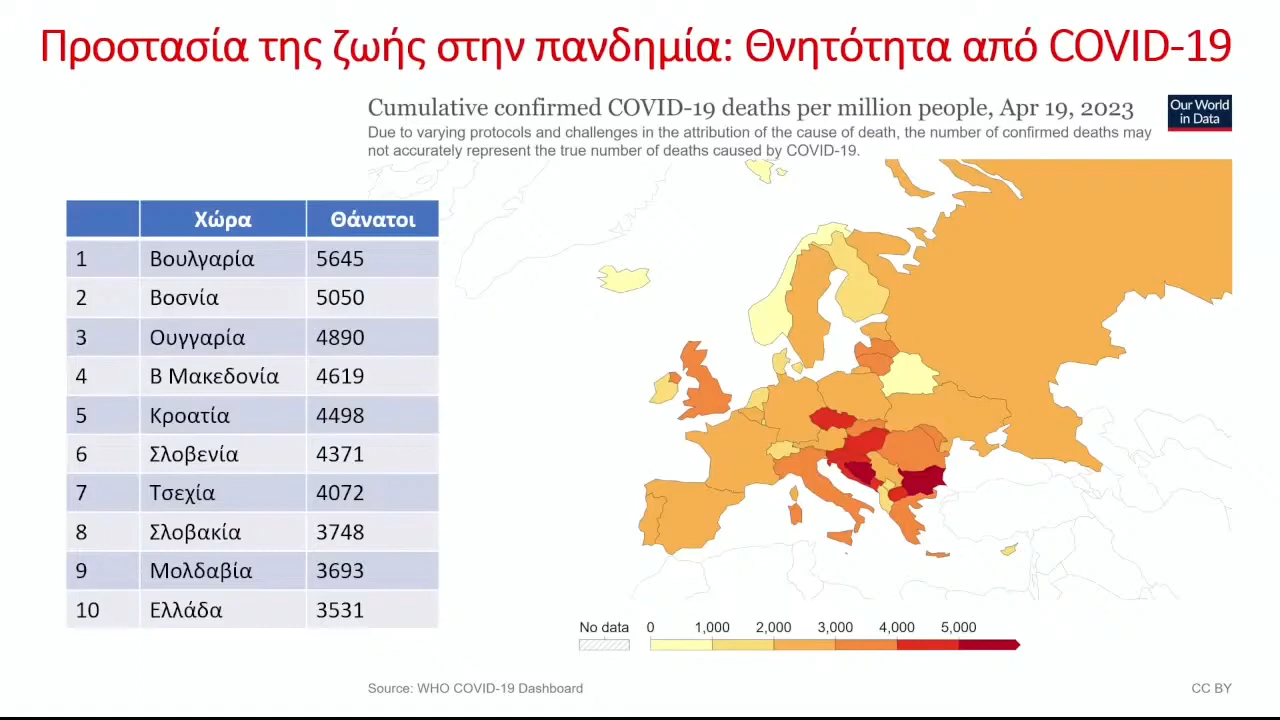 Προστασία της ζωής στην πανδημία: Θνητότητα από COVID-19
Cumulative confirmed COVID-19 deaths per million people, Apr 19, 2023
Our World
in Data
Due to varying protocols and challenges in the attribution of the cause of death, the number of confirmed deaths may
not accurately represent the true number of deaths caused by COVID-19.
Χώρα Θάνατοι
1 Βουλγαρία 5645
2 Βοσνία 5050
3 Ουγγαρία 4890
4 Β Μακεδονία 4619
5 Κροατία 4498
6 Σλοβενία 4371
7 Τσεχία 4072
8 Σλοβακία 3748
9 Μολδαβία 3693
10 Ελλάδα 3531
No data 0 1,000 2,000 3,000 4,000 5,000
Source: WHO COVID-19 Dashboard
CC BY